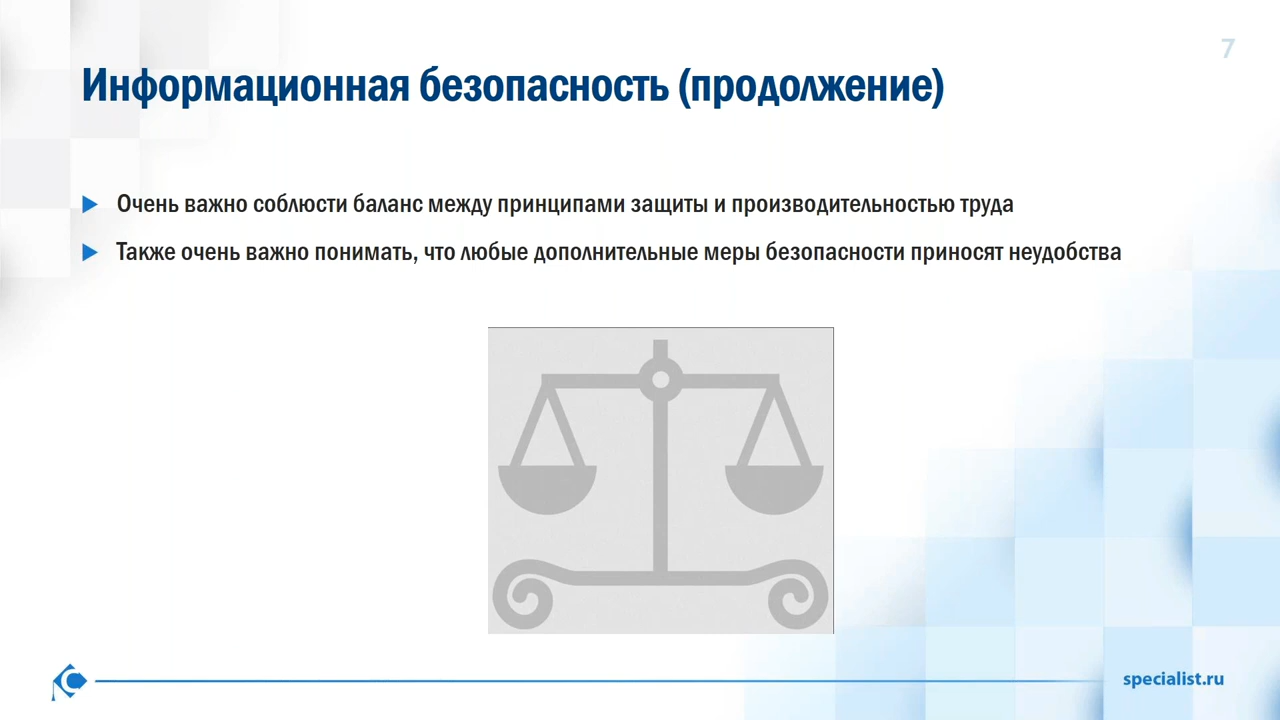 7
Информационная безопасность (продолжение)
Очень важно соблюсти баланс между принципами защиты и производительностью труда
Также очень важно понимать, что любые дополнительные меры безопасности приносят неудобства
specialist.ru